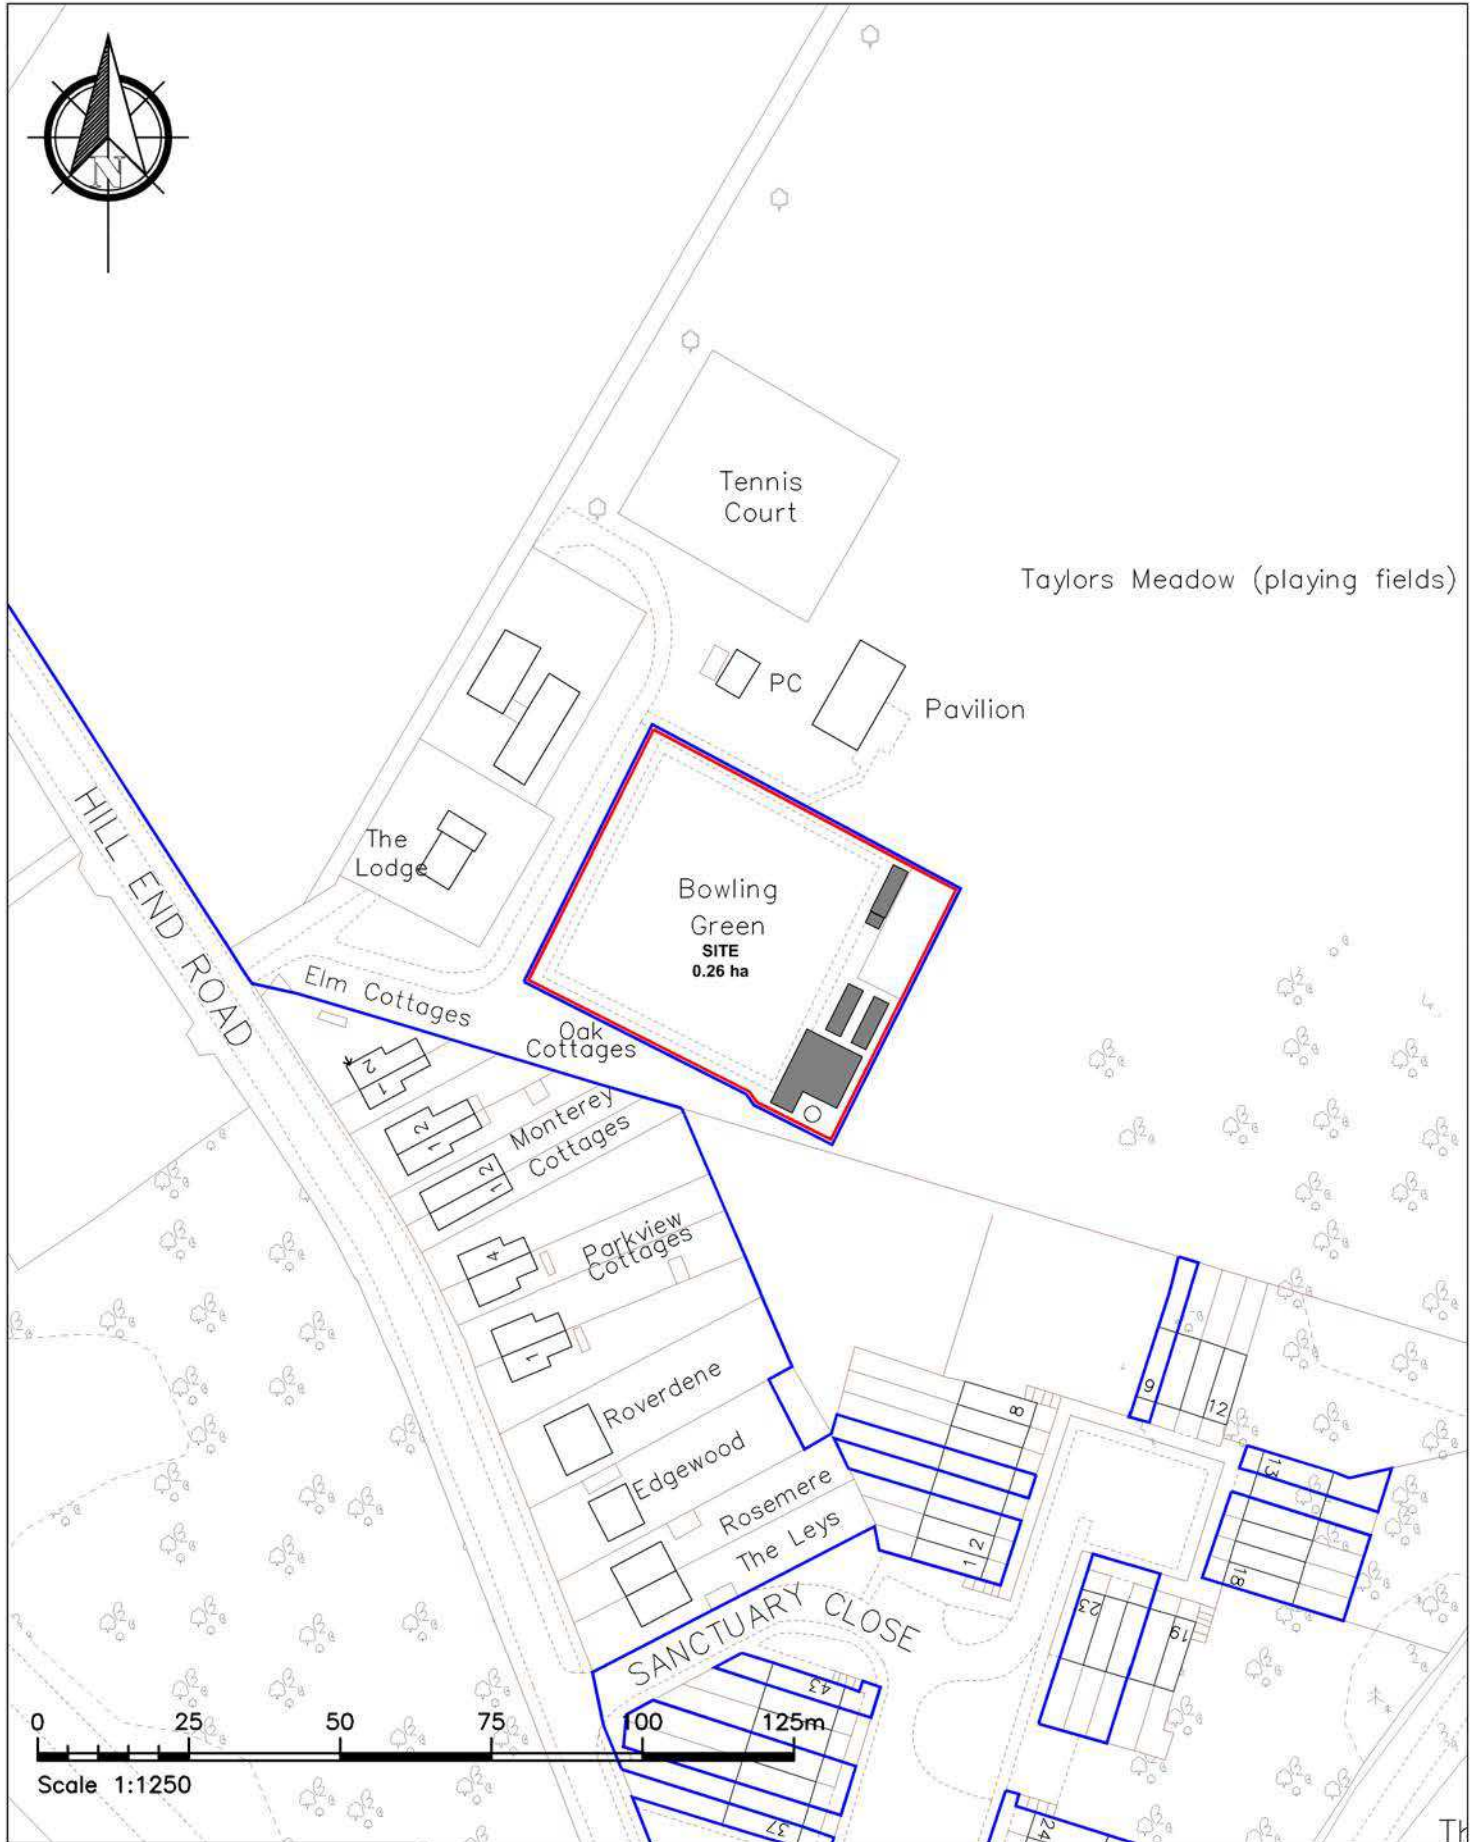 N
Tennis
Court
Taylors Meadow (playing fields)
PC
Pavilion
HILL END ROAD
The
Lodge
Bowling
Green
SITE
0.26 ha
Elm Cottages
Oak
Cottages
2
1
2
1
Monterey
Cottages
2
1
4
Parkview
Cottages
1
Roverdene
Edgewood
Rosemere
The Leys
8
9
12
13
1 2
18
23
19
SANCTUARY CLOSE
43
37
24
0 25 50 75 100 125m
Scale 1:1250